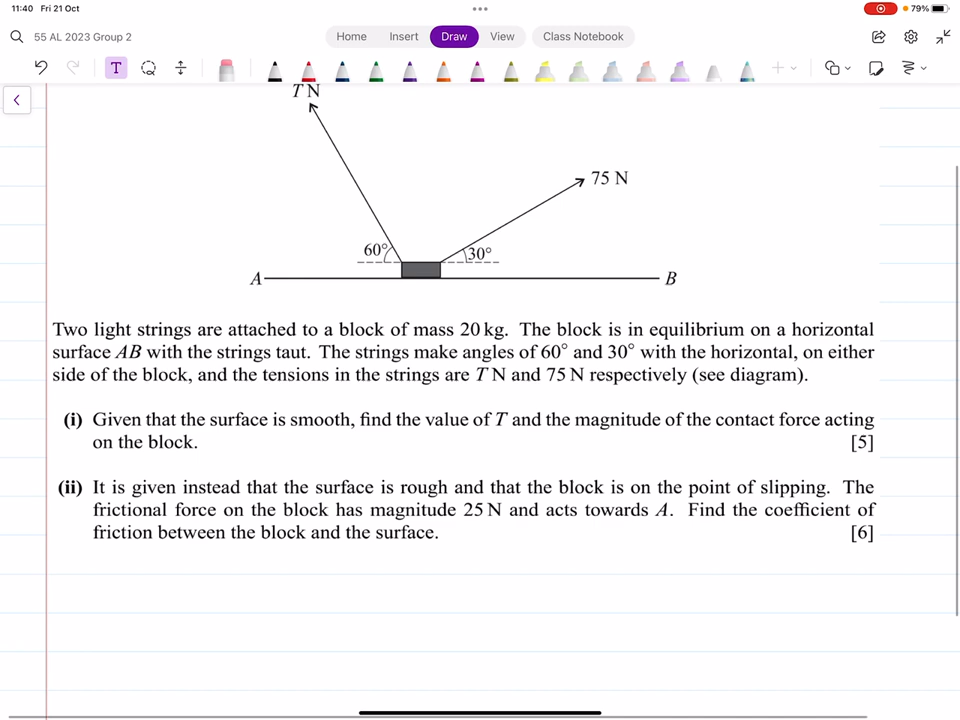 11:40 Fri 21 Oct
79%
55 AL 2023 Group 2
Home Insert Draw View Class Notebook
T
T N
75 N
60° 30°
A B
Two light strings are attached to a block of mass 20 kg. The block is in equilibrium on a horizontal
surface AB with the strings taut. The strings make angles of 60° and 30° with the horizontal, on either
side of the block, and the tensions in the strings are T N and 75 N respectively (see diagram).
(i) Given that the surface is smooth, find the value of T and the magnitude of the contact force acting
on the block. [5]
(ii) It is given instead that the surface is rough and that the block is on the point of slipping. The
frictional force on the block has magnitude 25 N and acts towards A. Find the coefficient of
friction between the block and the surface. [6]